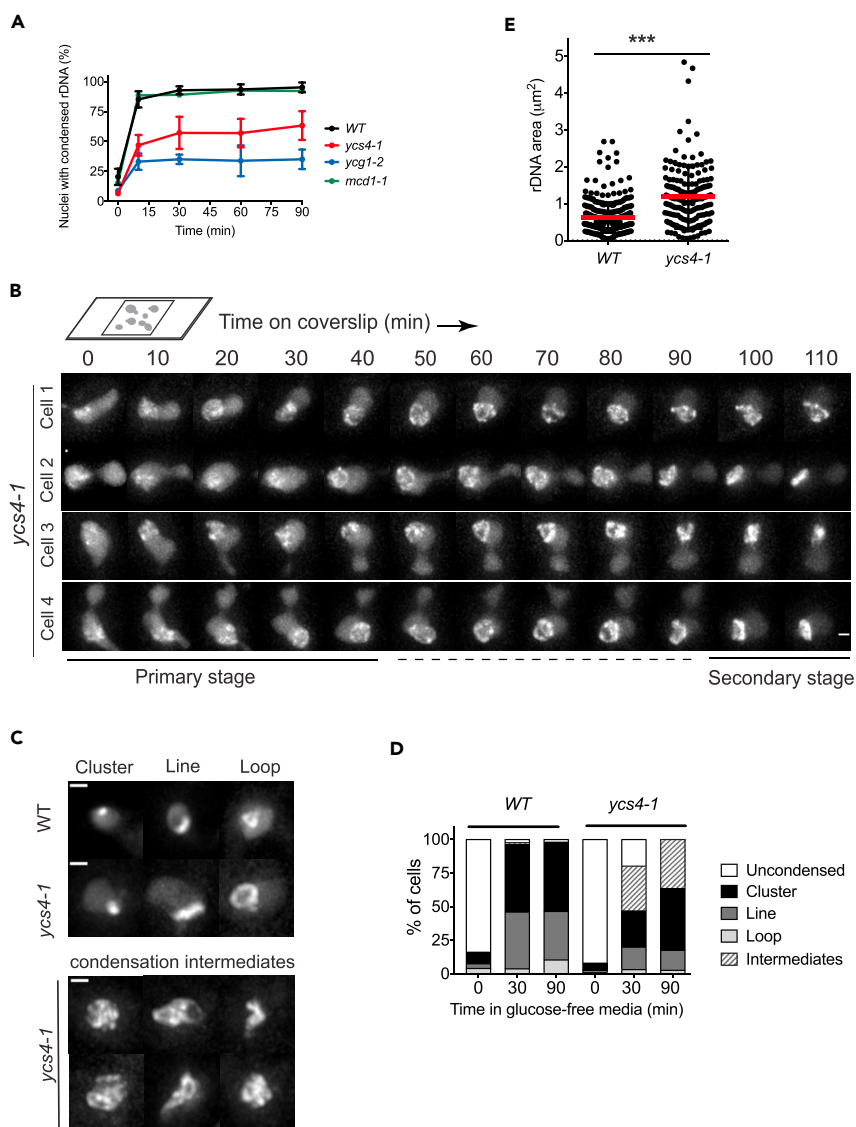 A
Nuclei with condensed rDNA (%)
100
75
50
25
0
0 15 30 45 60 75 90
Time (min)
WT
ycs4-1
ycg1-2
mcd1-1
E
***
rDNA area (μm²)
5
4
3
2
1
0
WT ycs4-1
B
Time on coverslip (min)
0 10 20 30 40 50 60 70 80 90 100 110
ycs4-1
Cell 1
Cell 2
Cell 3
Cell 4
Primary stage
Secondary stage
C
Cluster Line Loop
WT
ycs4-1
condensation intermediates
ycs4-1
D
WT ycs4-1
% of cells
100
75
50
25
0
0 30 90 0 30 90
Time in glucose-free media (min)
Uncondensed
Cluster
Line
Loop
Intermediates